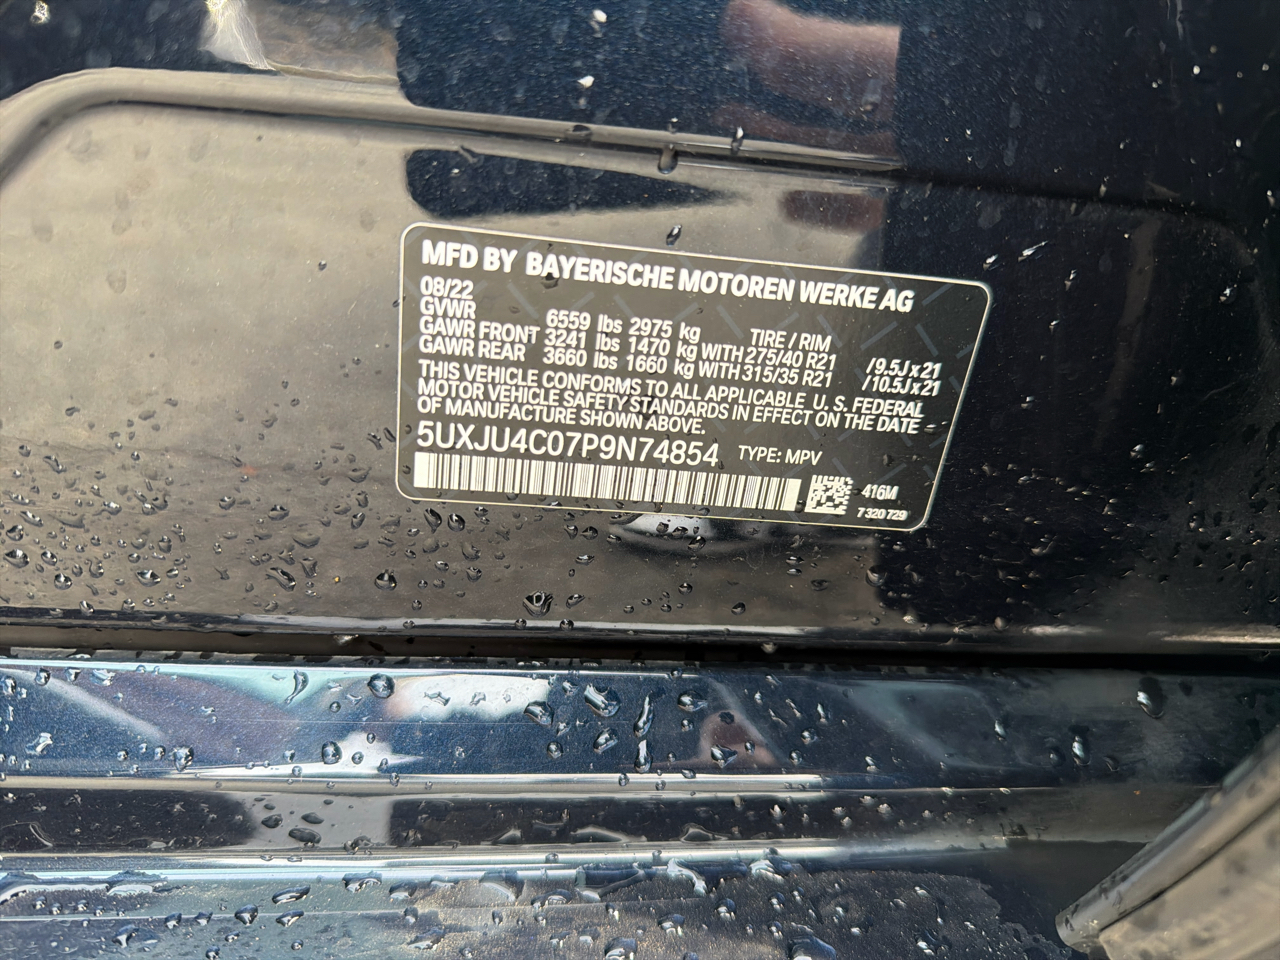 MFD BY BAYERISCHE MOTOREN WERKE AG
08/22
GVWR 6559 lbs 2975 kg TIRE / RIM
GAWR FRONT 3241 lbs 1470 kg WITH 275/40 R21 /9.5J x 21
GAWR REAR 3660 lbs 1660 kg WITH 315/35 R21 /10.5J x 21
THIS VEHICLE CONFORMS TO ALL APPLICABLE U.S. FEDERAL
MOTOR VEHICLE SAFETY STANDARDS IN EFFECT ON THE DATE
OF MANUFACTURE SHOWN ABOVE.
5UXJU4C07P9N74854 TYPE: MPV
416M
7 320 729